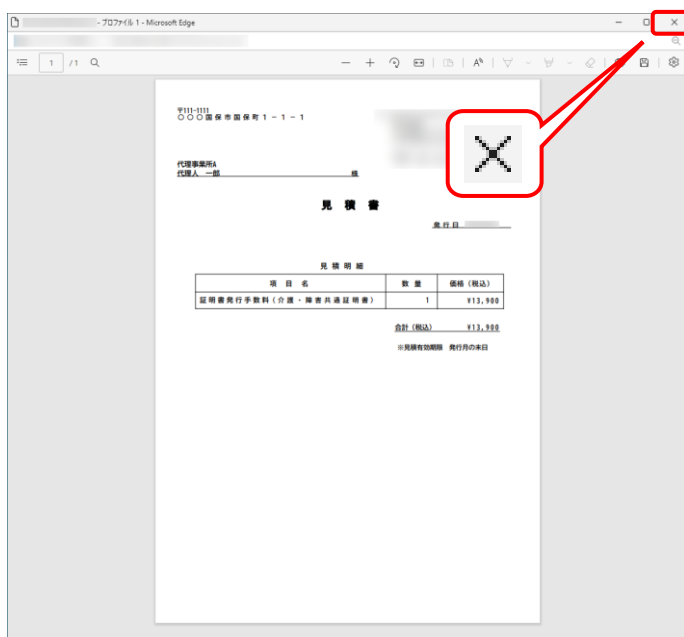 - プロファイル 1 - Microsoft Edge
1 /1
〒111-1111
〇〇〇国保市国保町1-1-1
代理事業所A
代理人 一郎 様
見 積 書
発行日
見積明細
項 目 名 数 量 価格(税込)
証明書発行手数料(介護・障害共通証明書) 1 ¥13,900
合計(税込) ¥13,900
※見積有効期限 発行月の末日